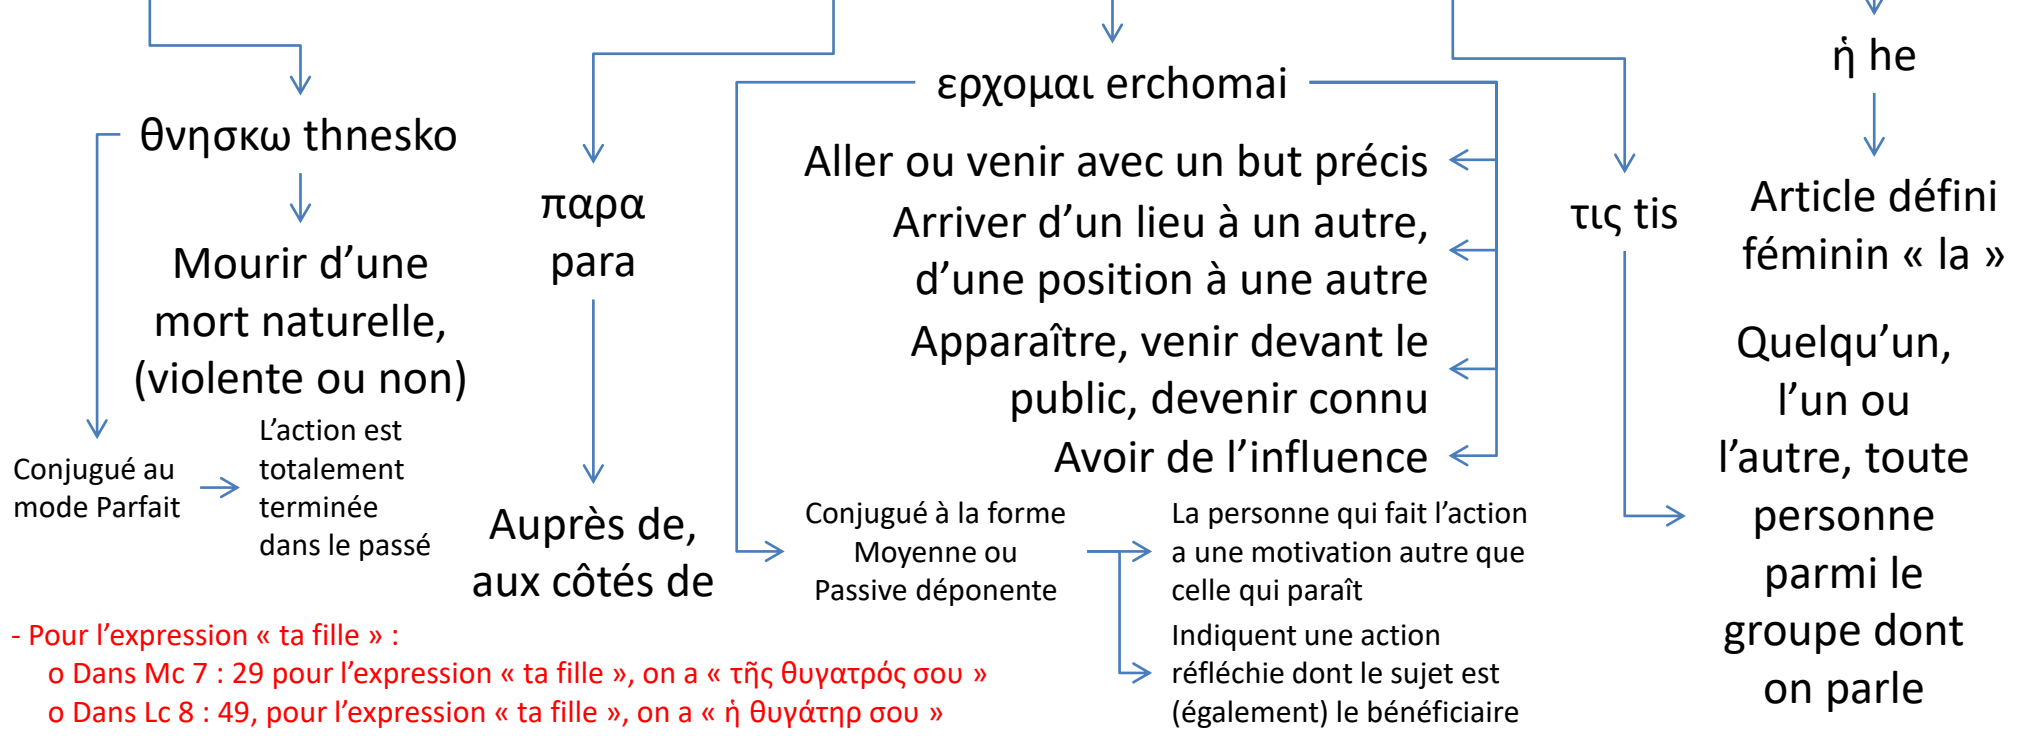 θνησκω thnesko
Mourir d’une
mort naturelle,
(violente ou non)
Conjugué au
mode Parfait
L’action est
totalement
terminée
dans le passé
παρα
para
Auprès de,
aux côtés de
ερχομαι erchomai
Aller ou venir avec un but précis
Arriver d’un lieu à un autre,
d’une position à une autre
Apparaître, venir devant le
public, devenir connu
Avoir de l’influence
Conjugué à la forme
Moyenne ou
Passive déponente
La personne qui fait l’action
a une motivation autre que
celle qui paraît
Indiquent une action
réfléchie dont le sujet est
(également) le bénéficiaire
τις tis
Quelqu’un,
l’un ou
l’autre, toute
personne
parmi le
groupe dont
on parle
ἡ he
Article défini
féminin « la »
- Pour l’expression « ta fille » :
o Dans Mc 7 : 29 pour l’expression « ta fille », on a « τῆς θυγατρός σου »
o Dans Lc 8 : 49, pour l’expression « ta fille », on a « ἡ θυγάτηρ σου »